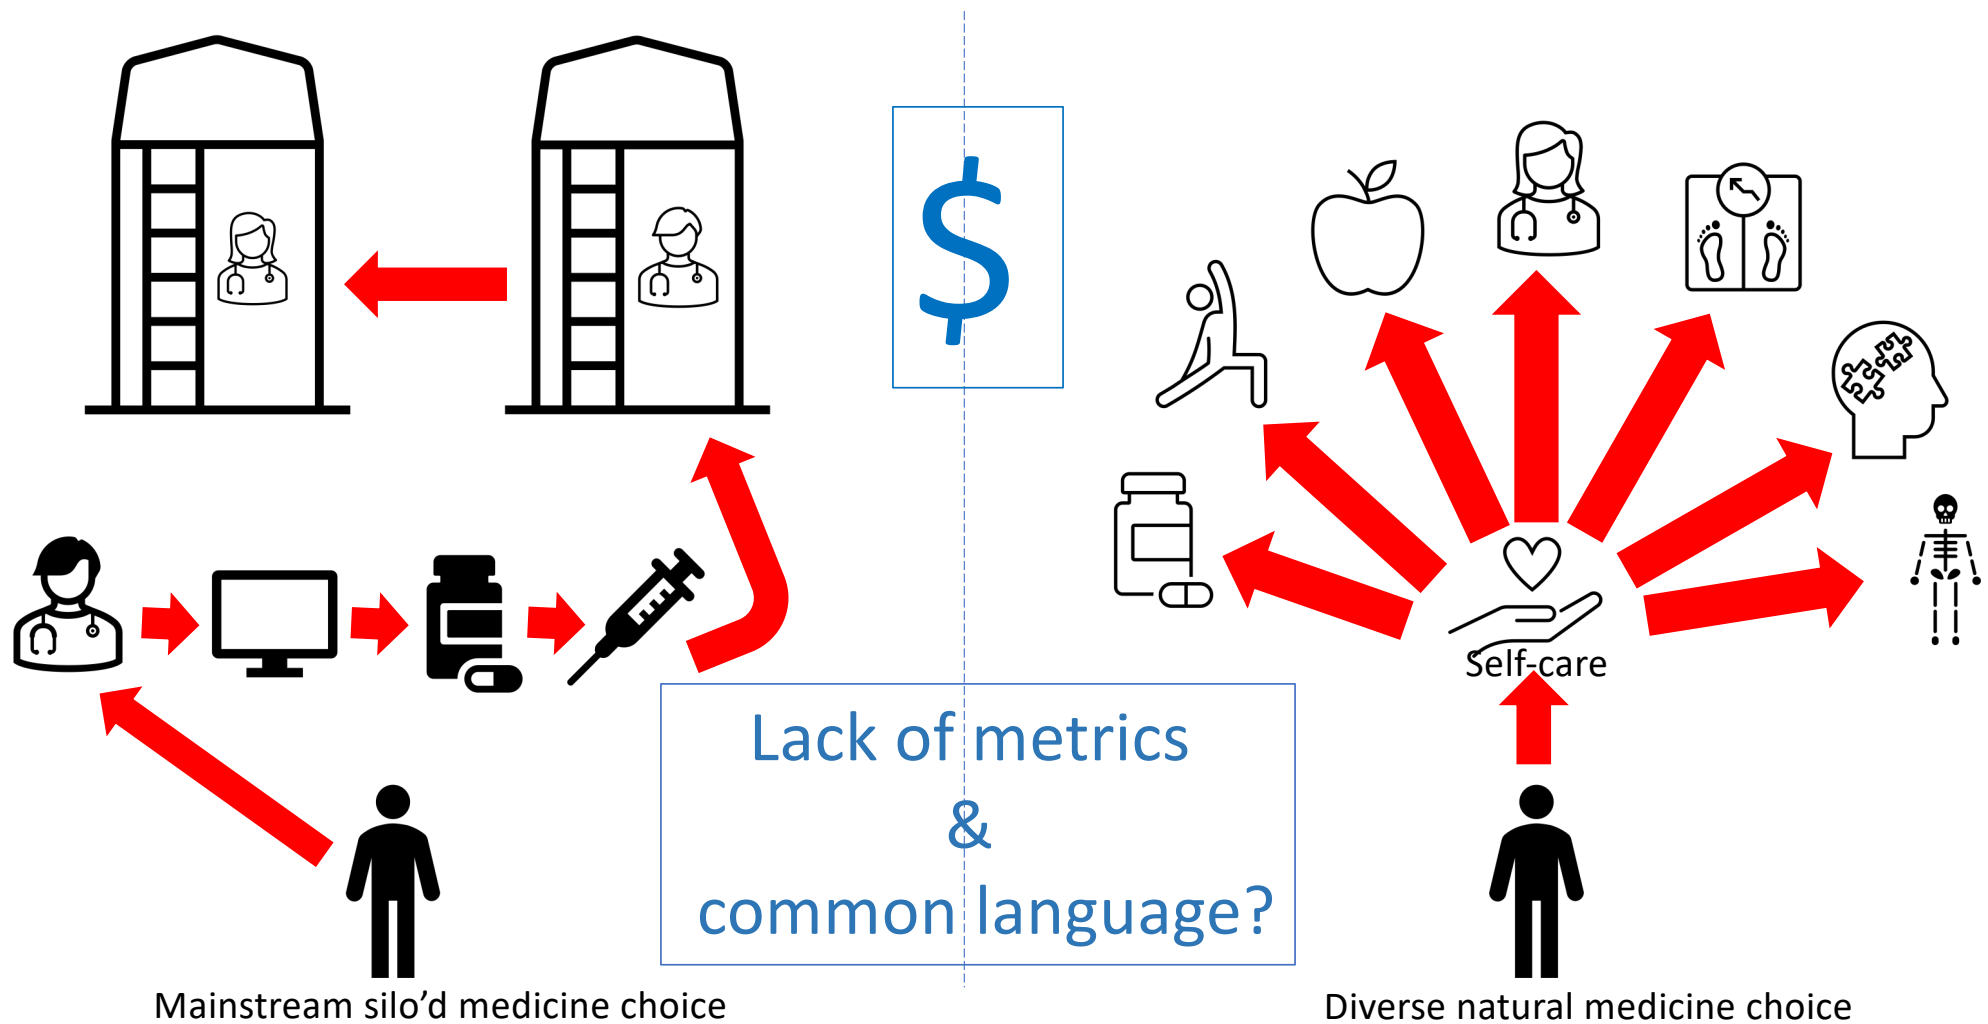 $
Self-care
Lack of metrics
&
common language?
Mainstream silo’d medicine choice
Diverse natural medicine choice